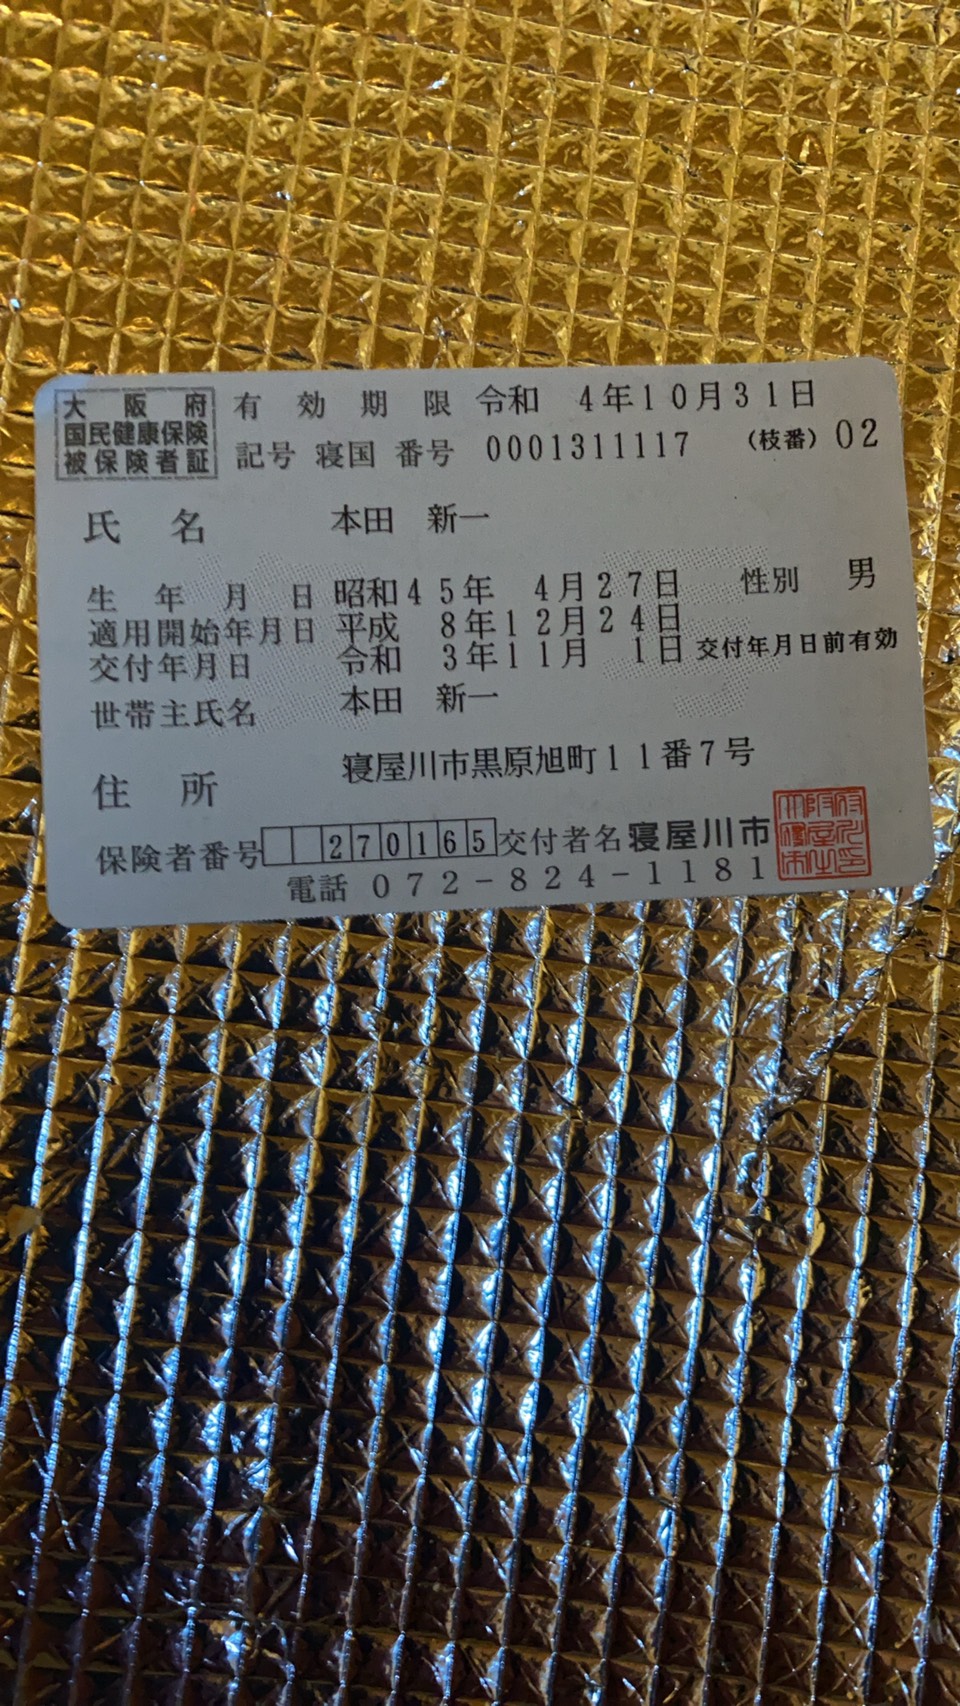 大阪府
国民健康保険
被保険者証
有効期限 令和 4年10月31日
記号 寝国 番号 0001311117 (枝番) 02
氏名 本田 新一
生年月日 昭和45年 4月27日 性別 男
適用開始年月日 平成 8年12月24日
交付年月日 令和 3年11月 1日 交付年月日前有効
世帯主氏名 本田 新一
住所 寝屋川市黒原旭町11番7号
保険者番号 270165 交付者名 寝屋川市
電話 072-824-1181